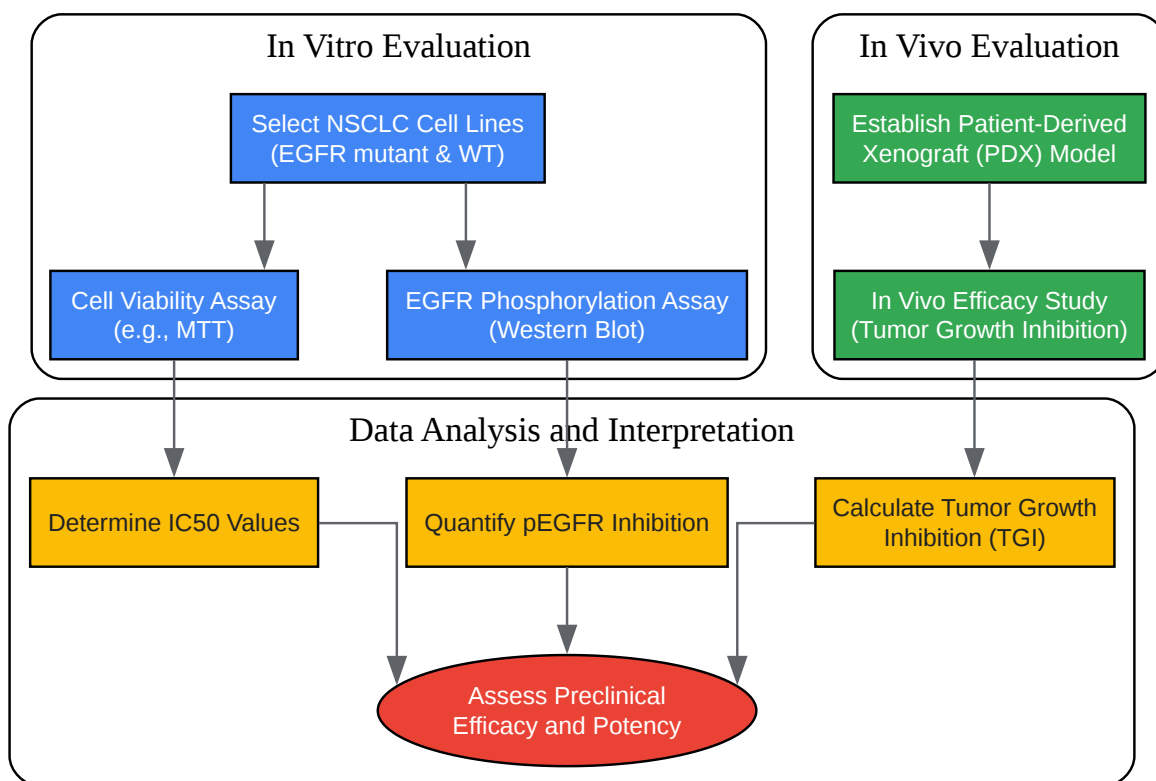 In Vitro Evaluation
Select NSCLC Cell Lines
(EGFR mutant & WT)
Cell Viability Assay
(e.g., MTT)
EGFR Phosphorylation Assay
(Western Blot)
In Vivo Evaluation
Establish Patient-Derived
Xenograft (PDX) Model
In Vivo Efficacy Study
(Tumor Growth Inhibition)
Data Analysis and Interpretation
Determine IC50 Values
Quantify pEGFR Inhibition
Calculate Tumor Growth
Inhibition (TGI)
Assess Preclinical
Efficacy and Potency